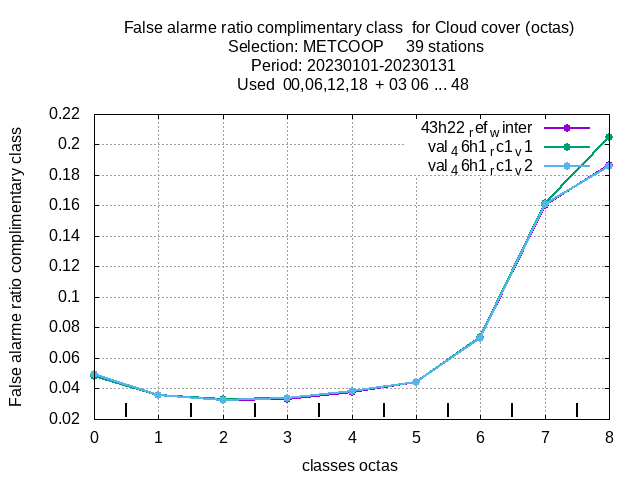 False alarme ratio complimentary class  for Cloud cover (octas)
Selection: METCOOP     39 stations
Period: 20230101-20230131
Used  00,06,12,18  + 03 06 ... 48
False alarme ratio complimentary class
0.22
0.2
0.18
0.16
0.14
0.12
0.1
0.08
0.06
0.04
0.02
43h22_ref_winter
val_46h1_rc1_v1
val_46h1_rc1_v2
0 1 2 3 4 5 6 7 8
classes octas